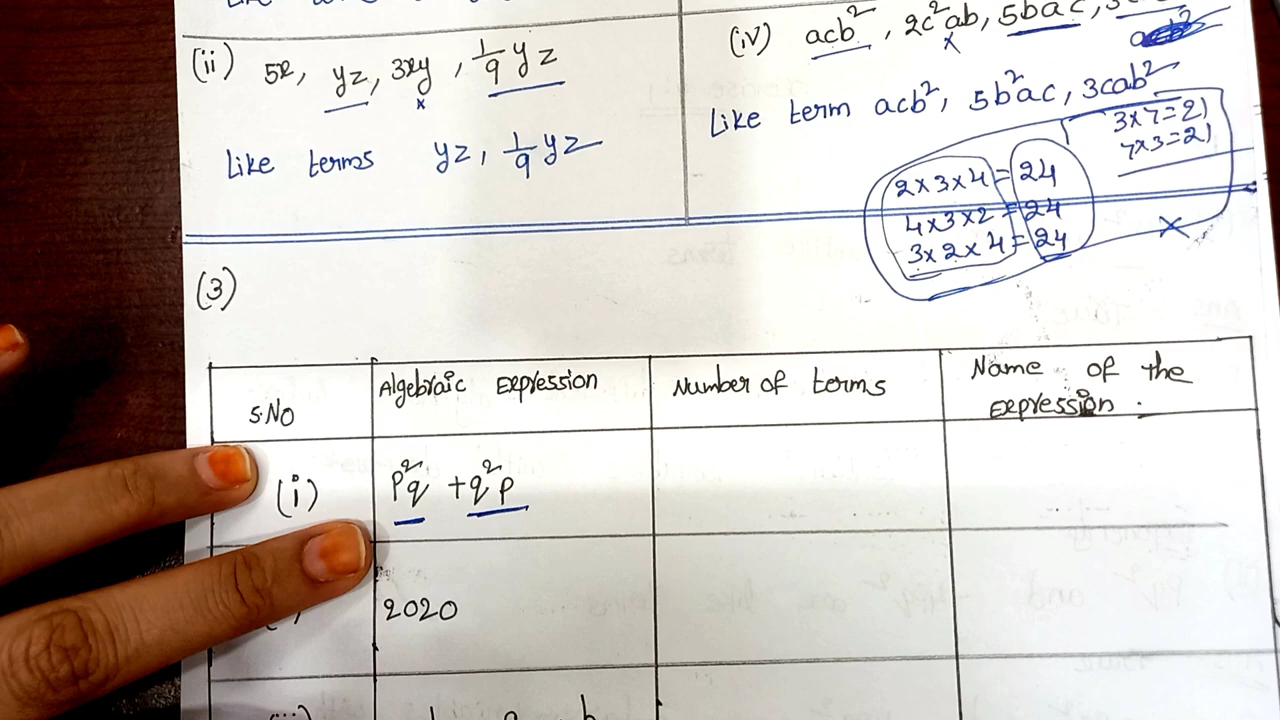 (ii) 5x, yz, 3xy, 1/9 yz
Like terms yz, 1/9 yz
(iv) acb², 2c²ab, 5b²ac,
Like term acb², 5b²ac, 3cab²
3×7=21
7×3=21
2×3×4=24
4×3×2=24
3×2×4=24
×
(3)
S.NO Algebraic Expression Number of terms Name of the Expression.
(i) p²q + q²p
2020